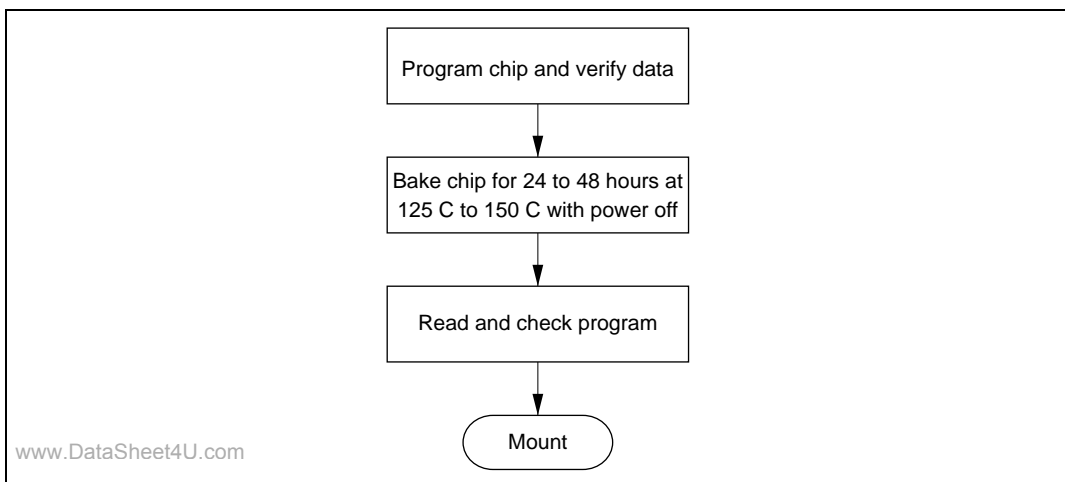 Program chip and verify data
Bake chip for 24 to 48 hours at
125 C to 150 C with power off
Read and check program
Mount
www.DataSheet4U.com